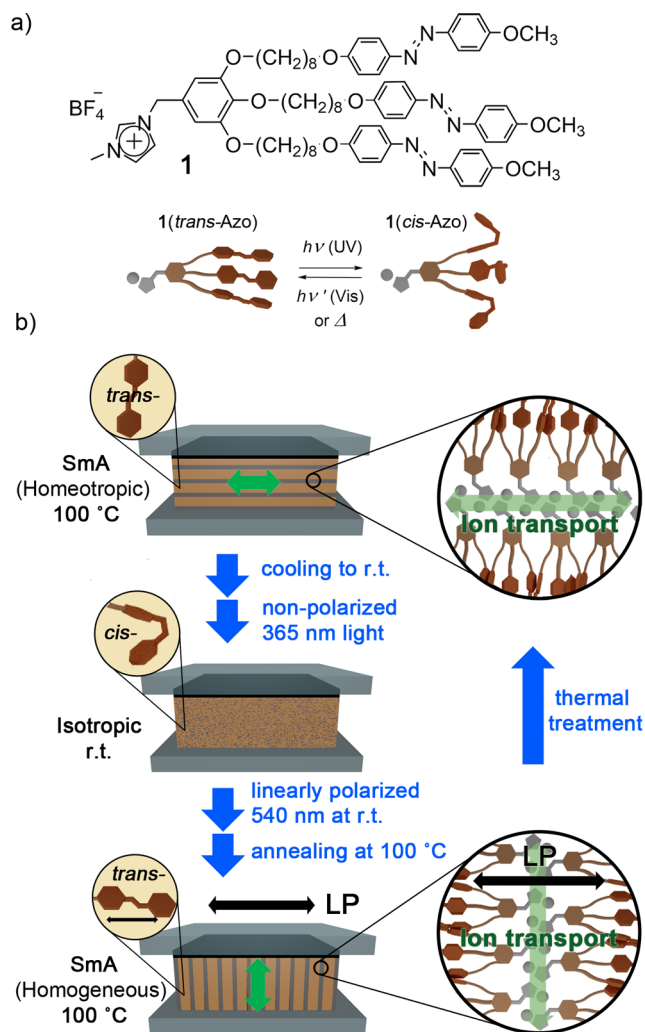 a)
O—(CH2)8—O
N
N
OCH3
BF4−
O—(CH2)8—O
N
N
OCH3
N
+
N
1
O—(CH2)8—O
N
N
OCH3
1(trans-Azo)
1(cis-Azo)
hν (UV)
hν' (Vis)
or Δ
b)
trans-
SmA
(Homeotropic)
100 °C
Ion transport
cooling to r.t.
non-polarized
365 nm light
cis-
Isotropic
r.t.
thermal
treatment
linearly polarized
540 nm at r.t.
annealing at 100 °C
trans-
LP
LP
Ion transport
SmA
(Homogeneous)
100 °C